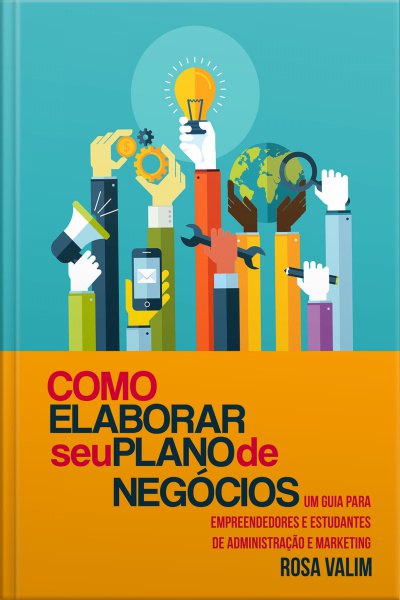 COMO
ELABORAR
seuPLANOde
NEGÓCIOS
UM GUIA PARA
EMPREENDEDORES E ESTUDANTES
DE ADMINISTRAÇÃO E MARKETING
ROSA VALIM